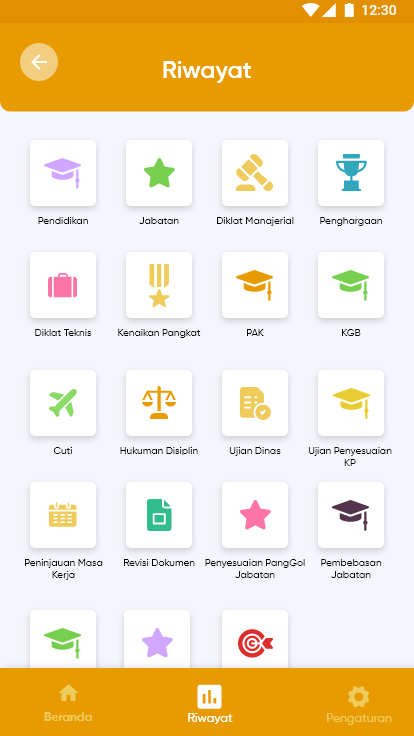 12:30
Riwayat
Pendidikan
Jabatan
Diklat Manajerial
Penghargaan
Diklat Teknis
Kenaikan Pangkat
PAK
KGB
Cuti
Hukuman Disiplin
Ujian Dinas
Ujian Penyesuaian
KP
Peninjauan Masa
Kerja
Revisi Dokumen
Penyesuaian PangGol
Jabatan
Pembebasan
Jabatan
Beranda
Riwayat
Pengaturan